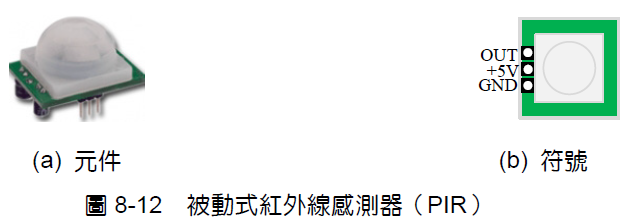 OUT
+5V
GND
(a) 元件
(b) 符號
圖 8-12 被動式紅外線感測器（PIR）